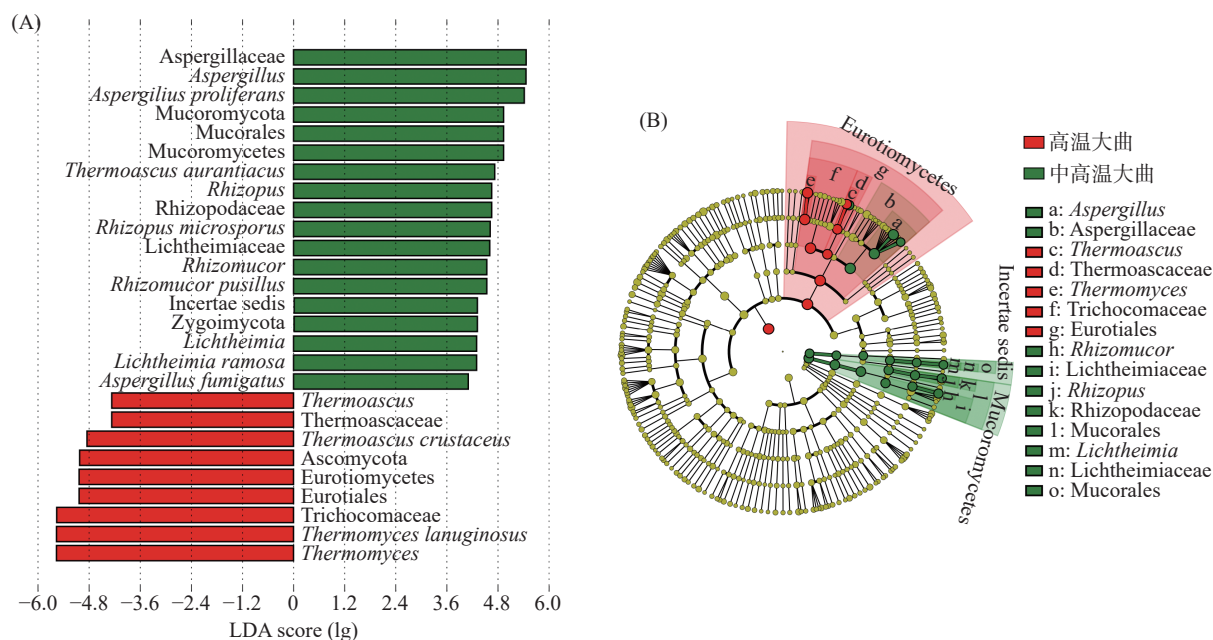 (A)
Aspergillaceae
Aspergillus
Aspergilius proliferans
Mucoromycota
Mucorales
Mucoromycetes
Thermoascus aurantiacus
Rhizopus
Rhizopodaceae
Rhizopus microsporus
Lichtheimiaceae
Rhizomucor
Rhizomucor pusillus
Incertae sedis
Zygoimycota
Lichtheimia
Lichtheimia ramosa
Aspergillus fumigatus
Thermoascus
Thermoascaceae
Thermoascus crustaceus
Ascomycota
Eurotiomycetes
Eurotiales
Trichocomaceae
Thermomyces lanuginosus
Thermomyces
−6.0 −4.8 −3.6 −2.4 −1.2 0 1.2 2.4 3.6 4.8 6.0
LDA score (lg)
(B)
Eurotiomycetes
e f d c g b a
Incertae sedis
Mucoromycetes
m n o
k l
h i
高温大曲
中高温大曲
a: Aspergillus
b: Aspergillaceae
c: Thermoascus
d: Thermoascaceae
e: Thermomyces
f: Trichocomaceae
g: Eurotiales
h: Rhizomucor
i: Lichtheimiaceae
j: Rhizopus
k: Rhizopodaceae
1: Mucorales
m: Lichtheimia
n: Lichtheimiaceae
o: Mucorales